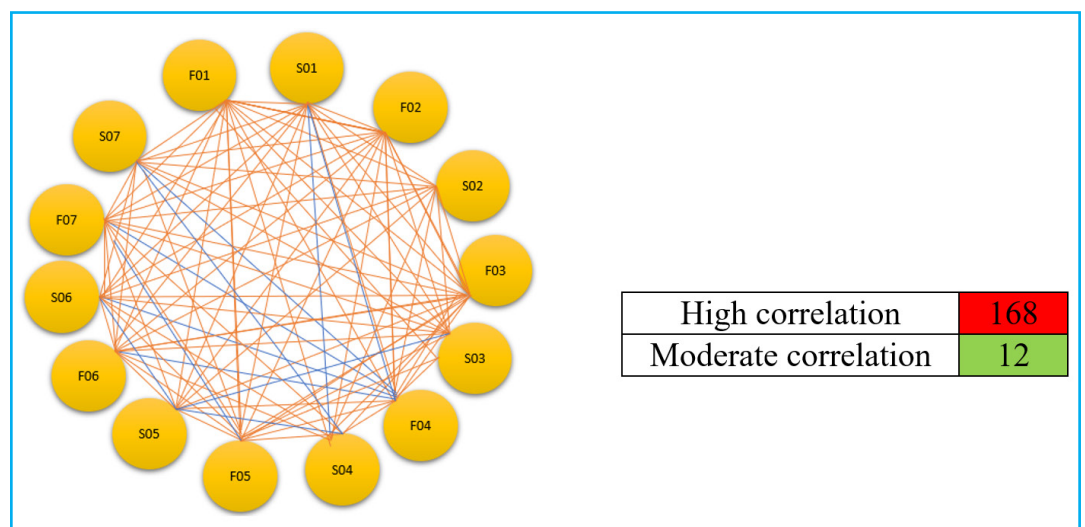 S01
F01
F02
S07
S02
F07
F03
S06
S03
F06
F04
S05
S04
F05
High correlation 168
Moderate correlation 12